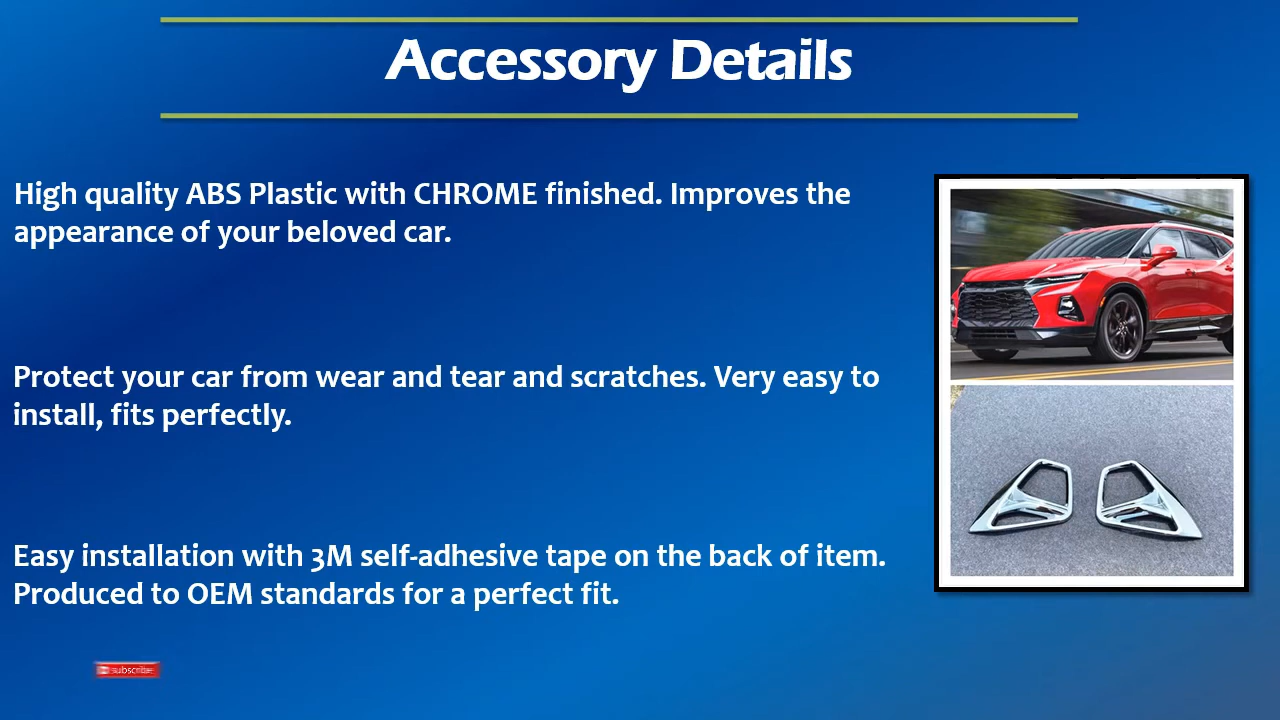 Accessory Details
High quality ABS Plastic with CHROME finished. Improves the
appearance of your beloved car.
Protect your car from wear and tear and scratches. Very easy to
install, fits perfectly.
Easy installation with 3M self-adhesive tape on the back of item.
Produced to OEM standards for a perfect fit.
subscribe